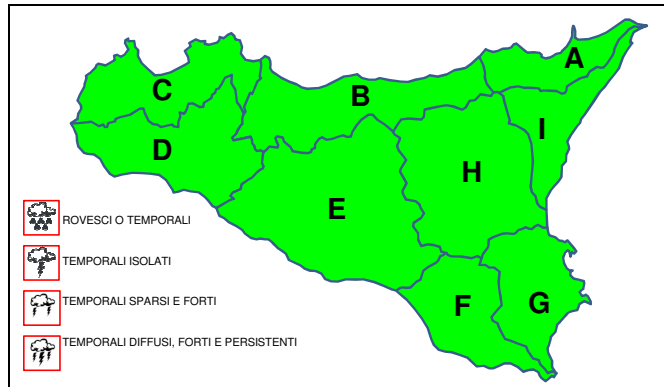 A
B
C
I
D
H
E
ROVESCI O TEMPORALI
TEMPORALI ISOLATI
TEMPORALI SPARSI E FORTI
F
G
TEMPORALI DIFFUSI, FORTI E PERSISTENTI